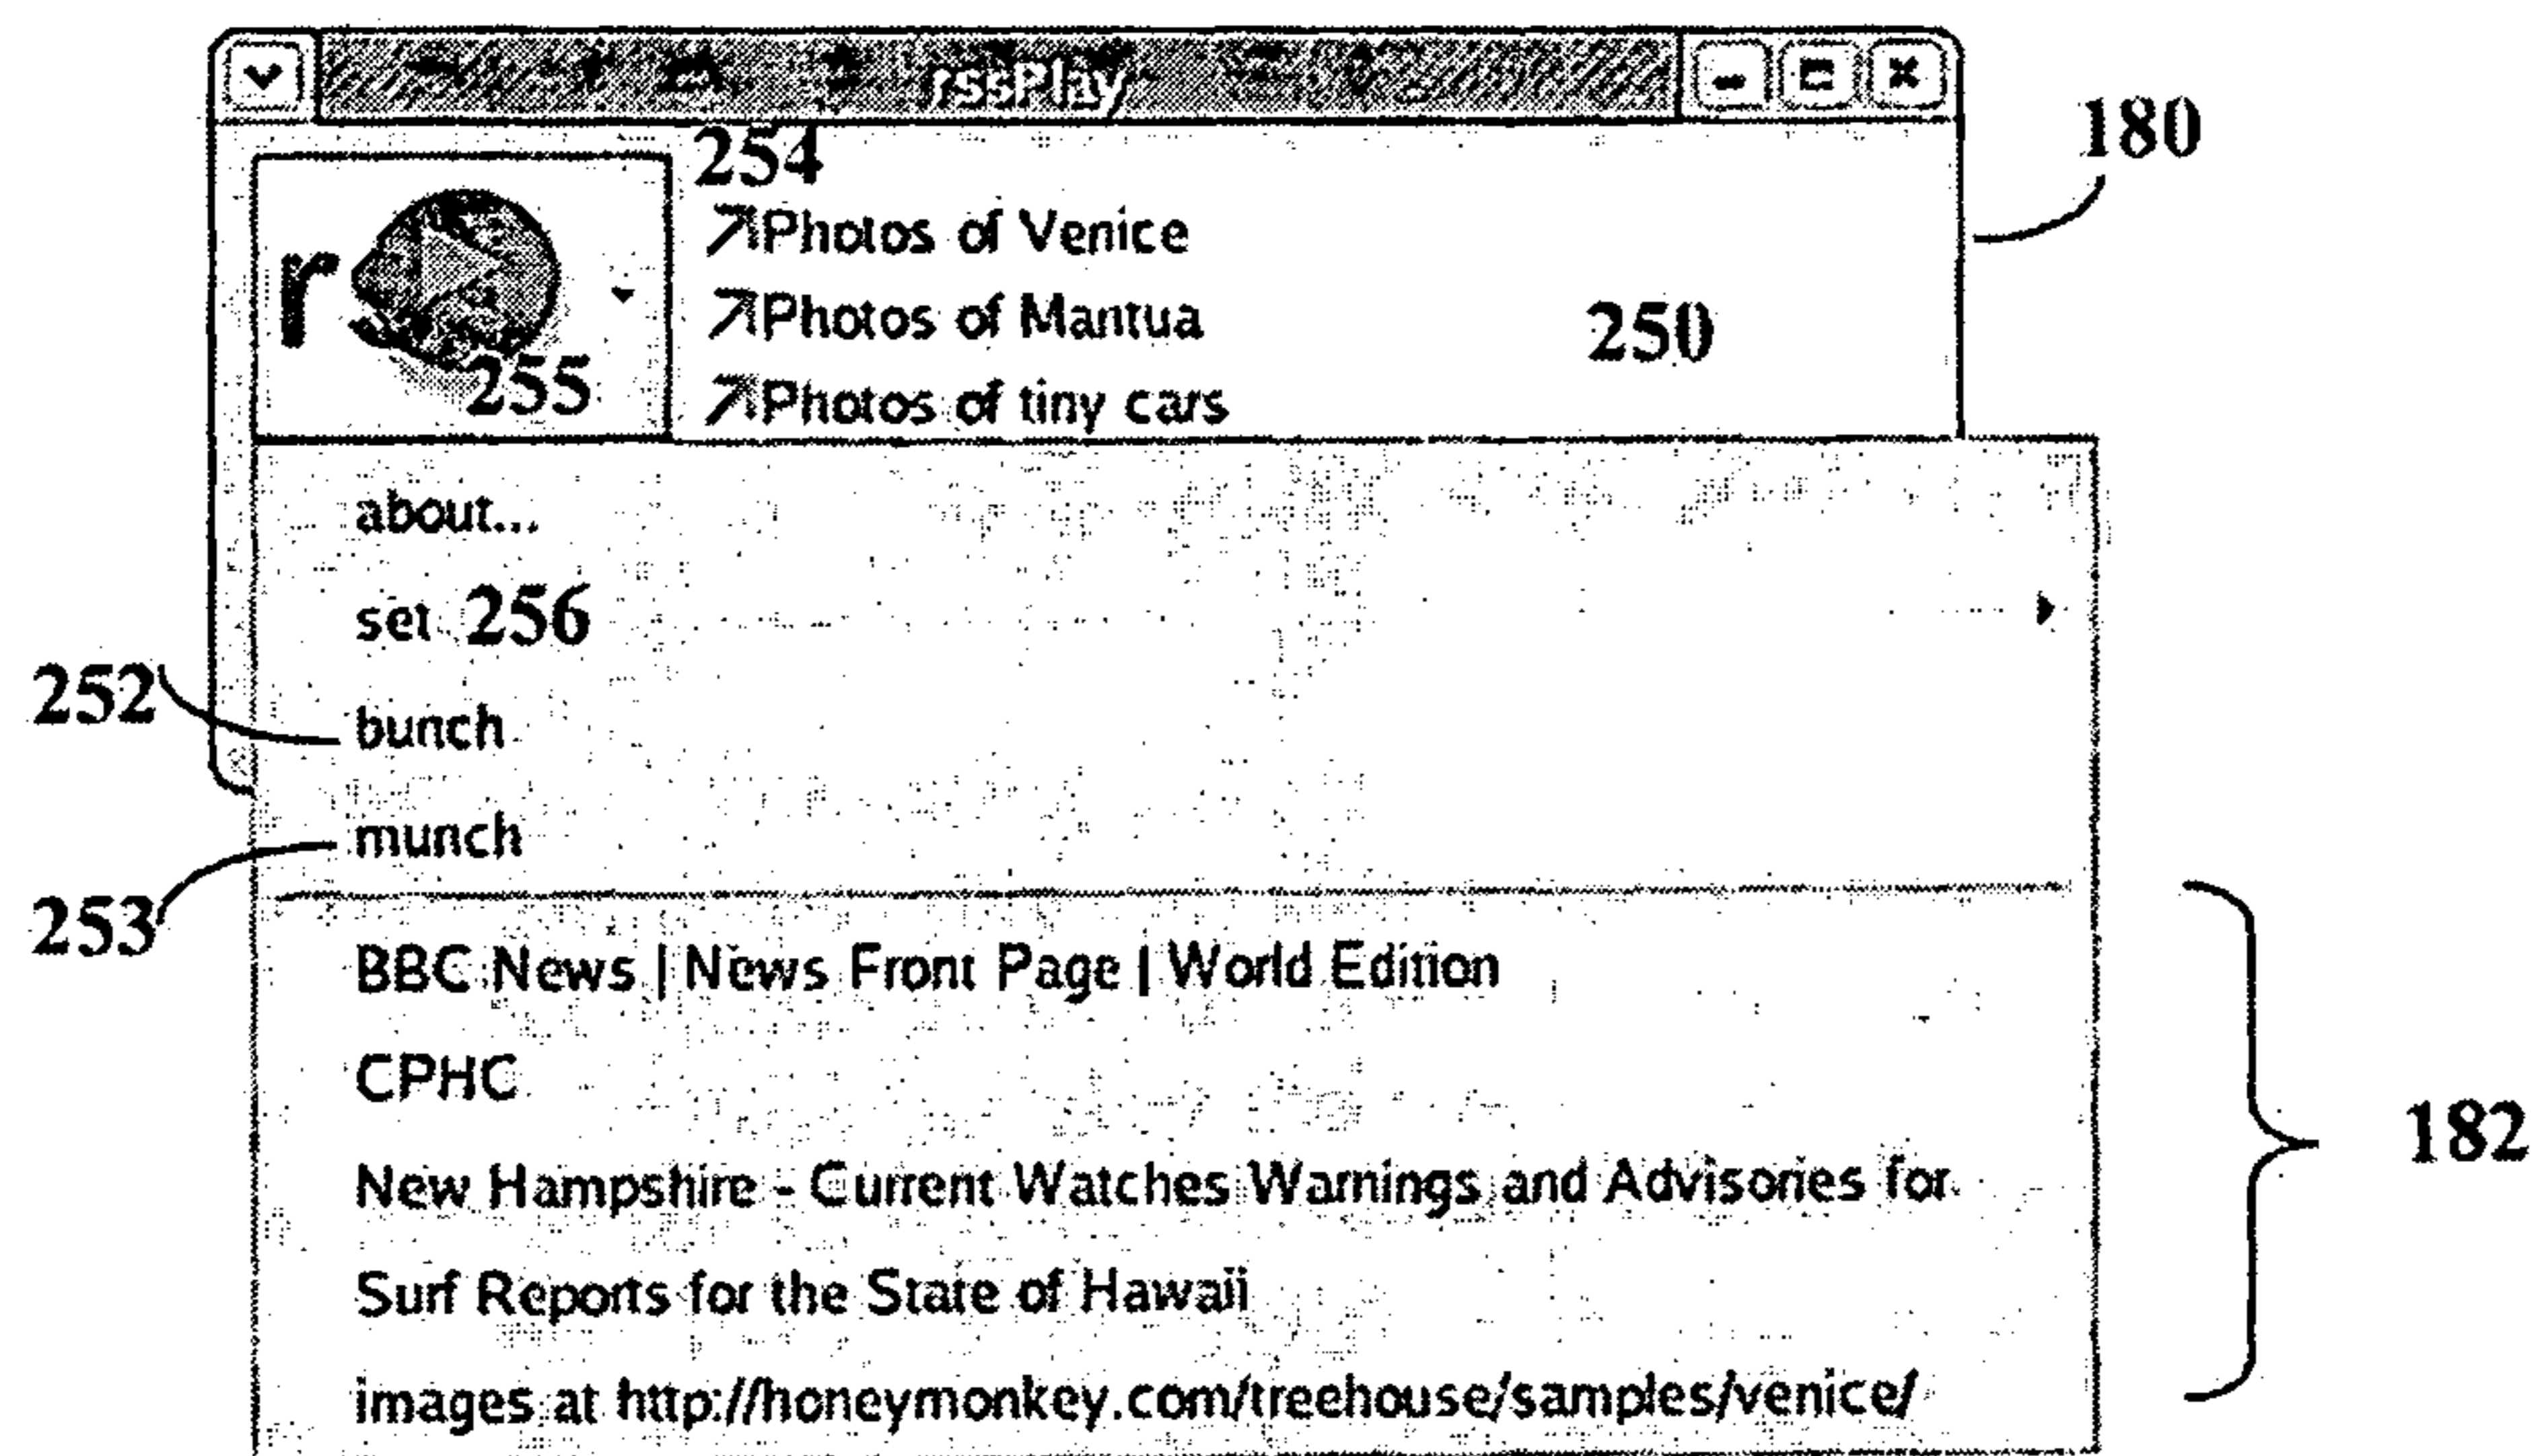 rssPlay
254
180
↗Photos of Venice
r
↗Photos of Mantua
250
255
↗Photos of tiny cars
about...
set 256
252
bunch
munch
253
BBC News | News Front Page | World Edition
CPHC
182
New Hampshire - Current Watches Warnings and Advisories for
Surf Reports for the State of Hawaii
images at http://honeymonkey.com/treehouse/samples/venice/